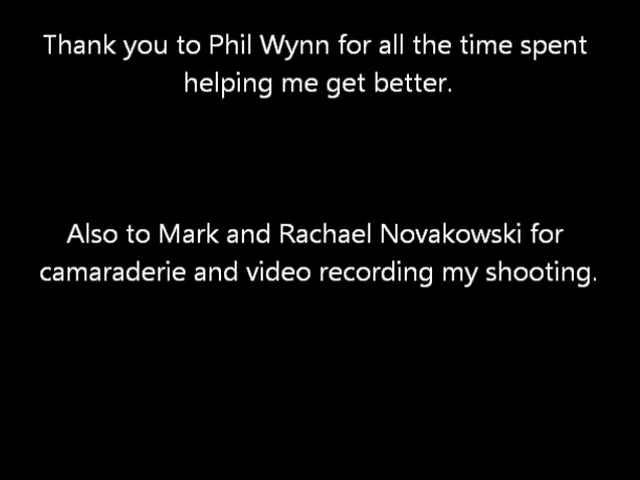 Thank you to Phil Wynn for all the time spent
helping me get better.
Also to Mark and Rachael Novakowski for
camaraderie and video recording my shooting.